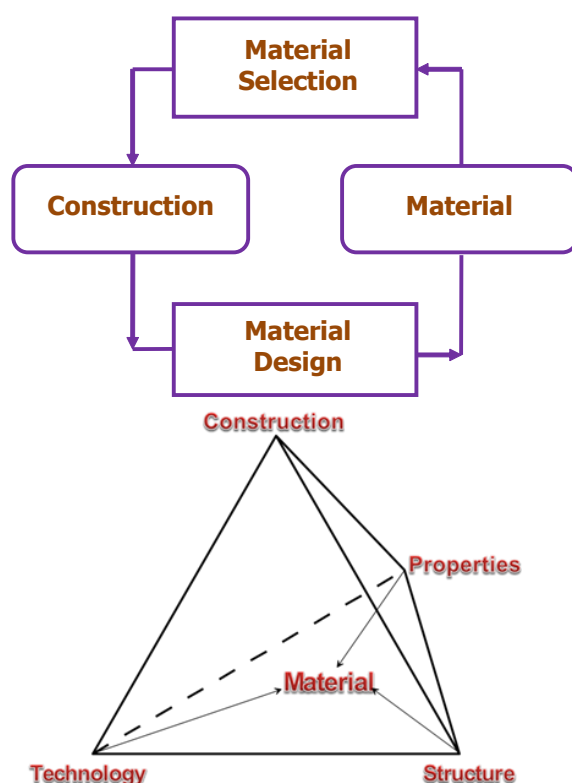 Material
Selection
Construction
Material
Material
Design
Construction
Properties
Material
Technology
Structure